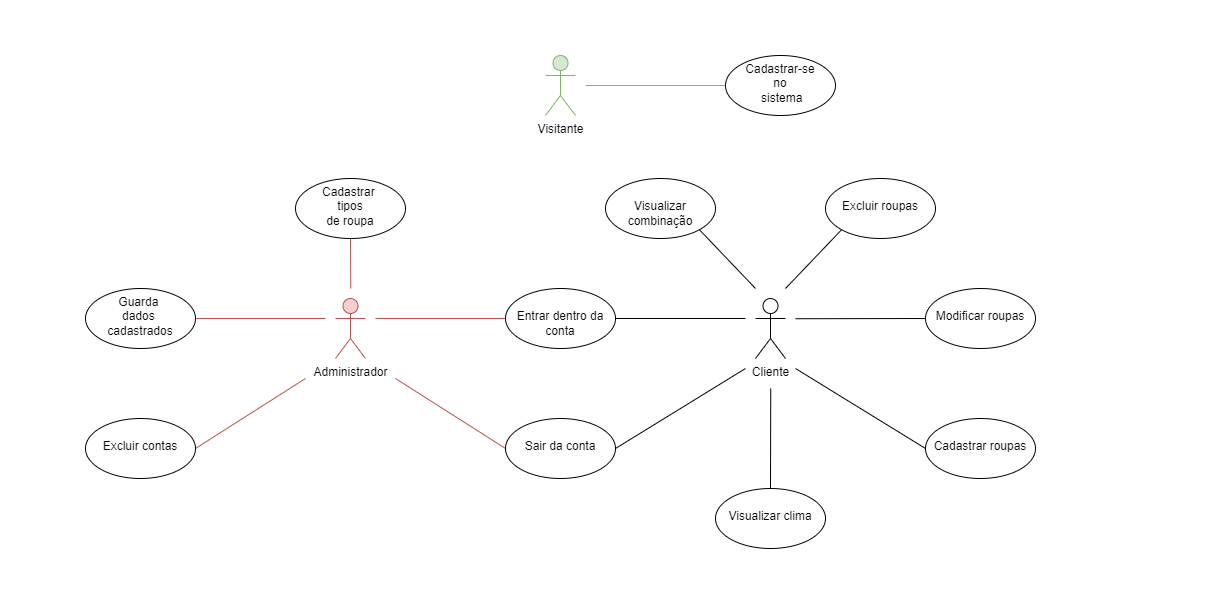 Cadastrar-se
no
sistema
Visitante
Cadastrar
tipos
de roupa
Visualizar
combinação
Excluir roupas
Guarda
dados
cadastrados
Entrar dentro da
conta
Modificar roupas
Administrador
Cliente
Excluir contas
Sair da conta
Cadastrar roupas
Visualizar clima